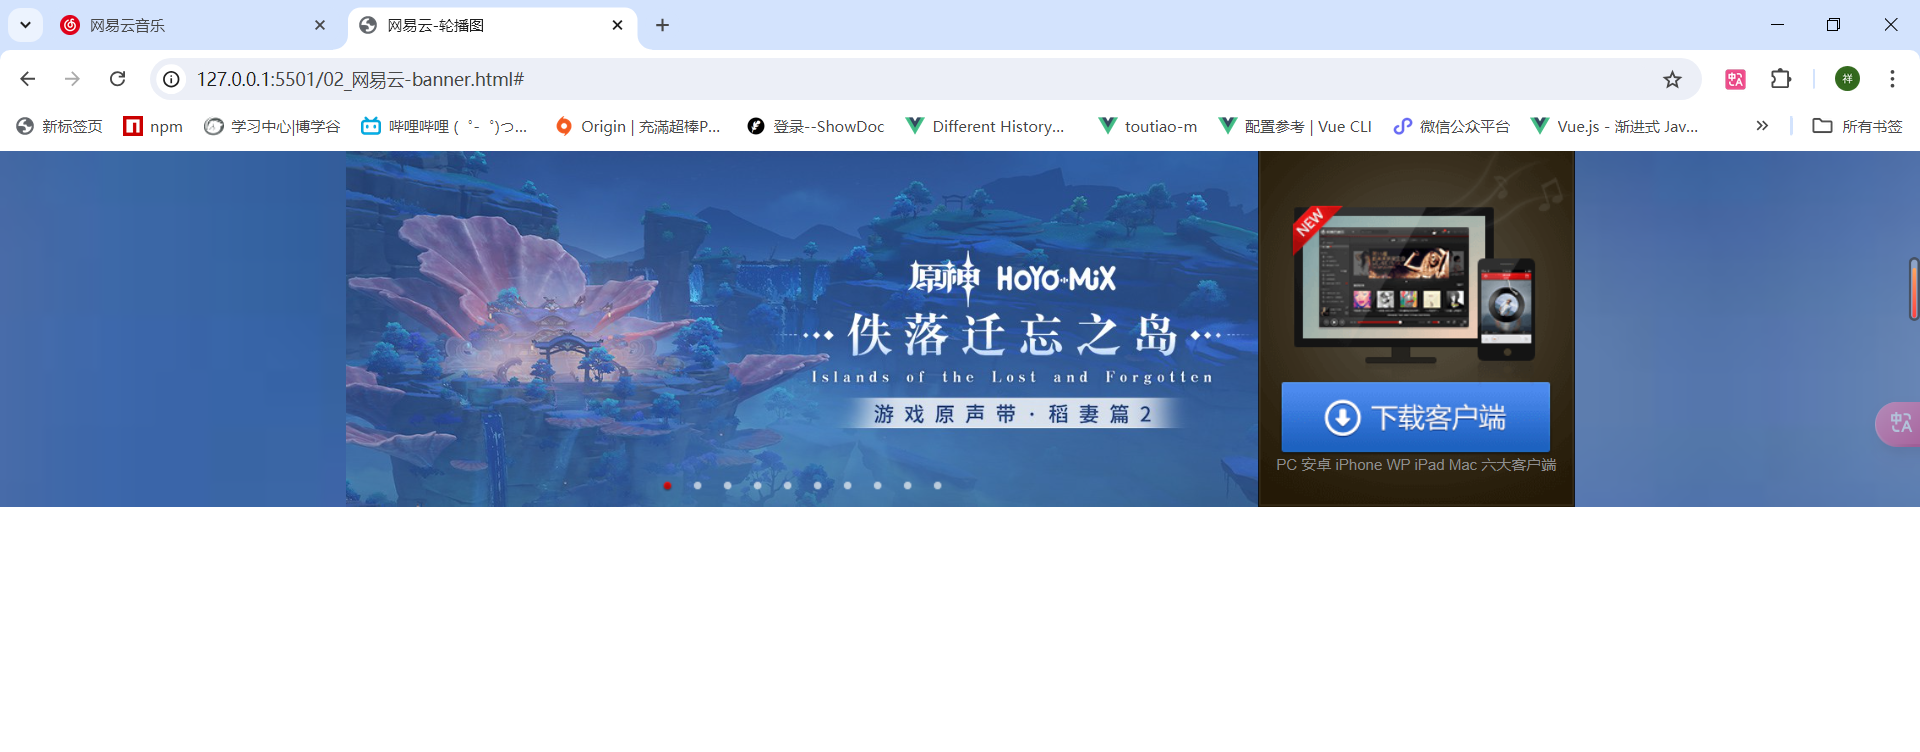 网易云音乐
网易云-轮播图
127.0.0.1:5501/02_网易云-banner.html#
新标签页
npm
学习中心|博学谷
哔哩哔哩 (゜-゜)つ...
Origin | 充满超棒P...
登录--ShowDoc
Different History...
toutiao-m
配置参考 | Vue CLI
微信公众平台
Vue.js - 渐进式 Jav...
所有书签
祥
原神 HOYO-MiX
佚落迁忘之岛
Islands of the Lost and Forgotten
游戏原声带·稻妻篇2
NEW
下载客户端
PC 安卓 iPhone WP iPad Mac 六大客户端